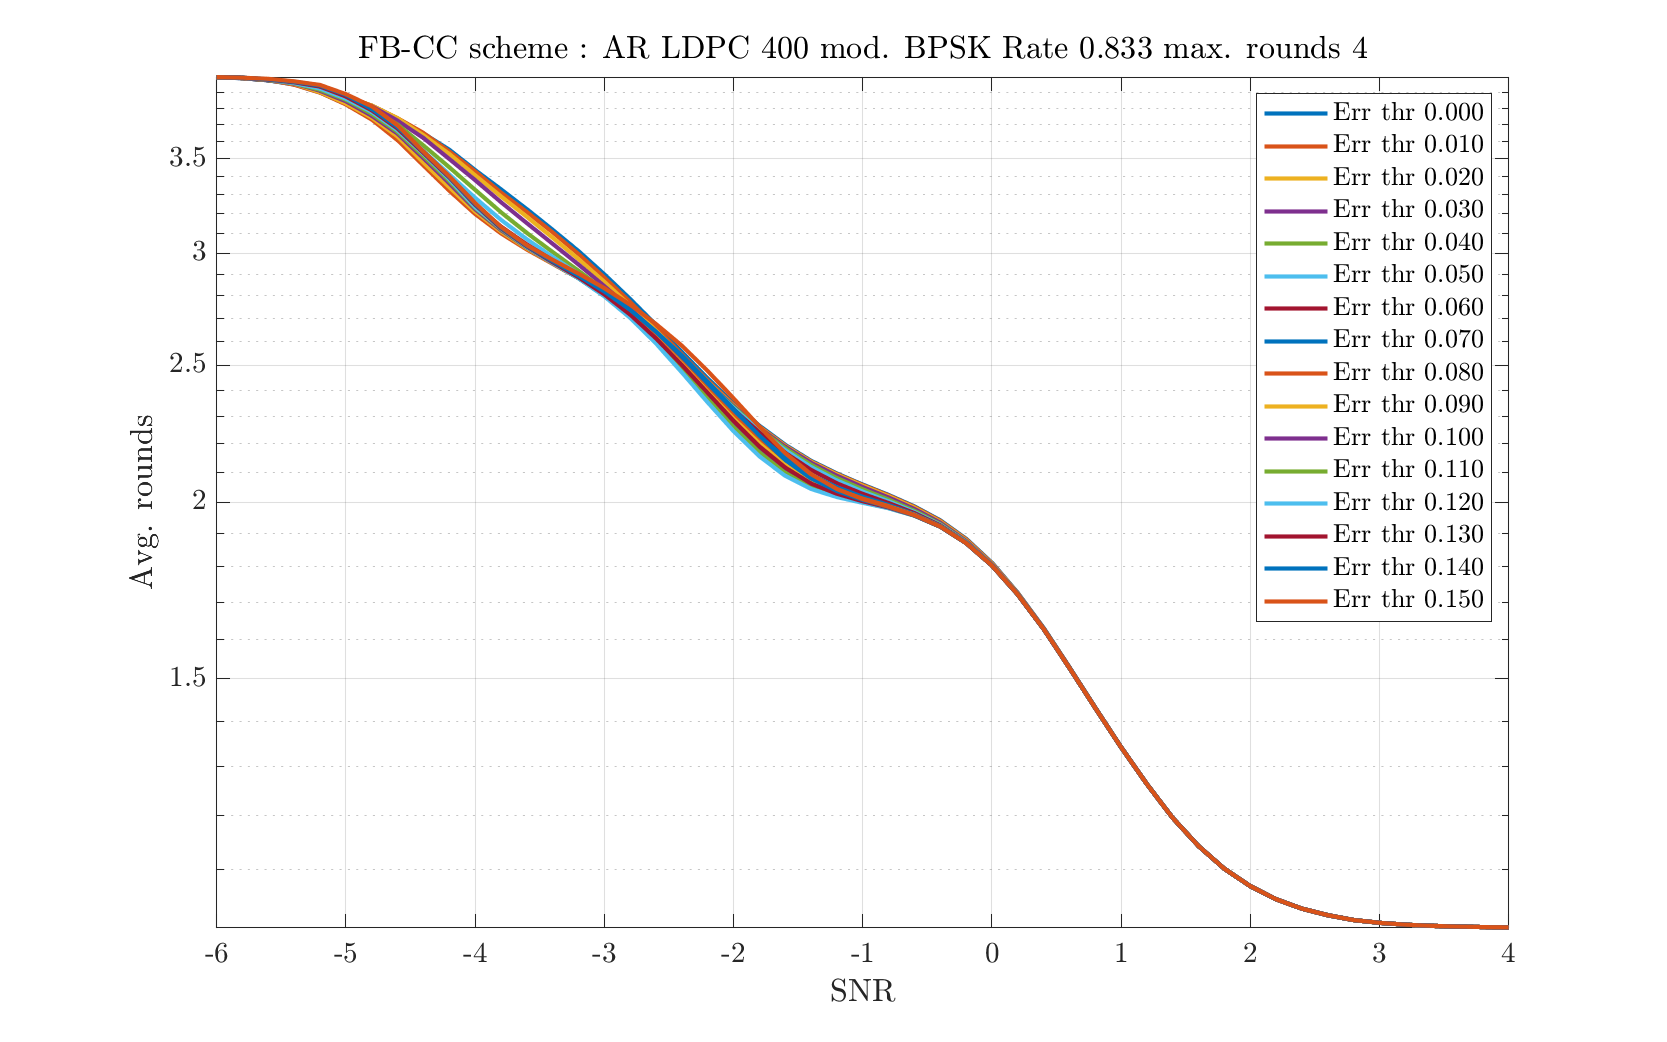 FB-CC scheme : AR LDPC 400 mod. BPSK Rate 0.833 max. rounds 4
Err thr 0.000
Err thr 0.010
Err thr 0.020
Err thr 0.030
Err thr 0.040
Err thr 0.050
Err thr 0.060
Err thr 0.070
Err thr 0.080
Err thr 0.090
Err thr 0.100
Err thr 0.110
Err thr 0.120
Err thr 0.130
Err thr 0.140
Err thr 0.150
3.5
3
2.5
2
1.5
Avg. rounds
-6 -5 -4 -3 -2 -1 0 1 2 3 4
SNR